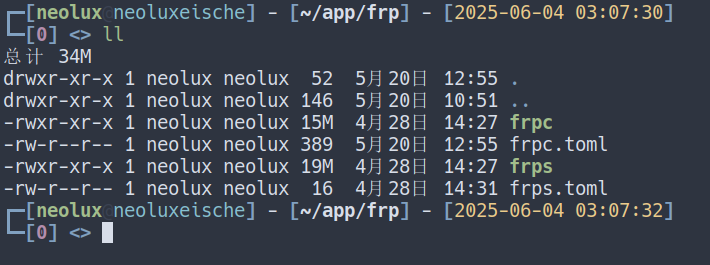 ┌─[neolux@neoluxeische] - [~/app/frp] - [2025-06-04 03:07:30]
└─[0] <> ll
总计 34M
drwxr-xr-x 1 neolux neolux  52  5月20日 12:55 .
drwxr-xr-x 1 neolux neolux 146  5月20日 10:51 ..
-rwxr-xr-x 1 neolux neolux 15M  4月28日 14:27 frpc
-rw-r--r-- 1 neolux neolux 389  5月20日 12:55 frpc.toml
-rwxr-xr-x 1 neolux neolux 19M  4月28日 14:27 frps
-rw-r--r-- 1 neolux neolux  16  4月28日 14:31 frps.toml
┌─[neolux@neoluxeische] - [~/app/frp] - [2025-06-04 03:07:32]
└─[0] <>